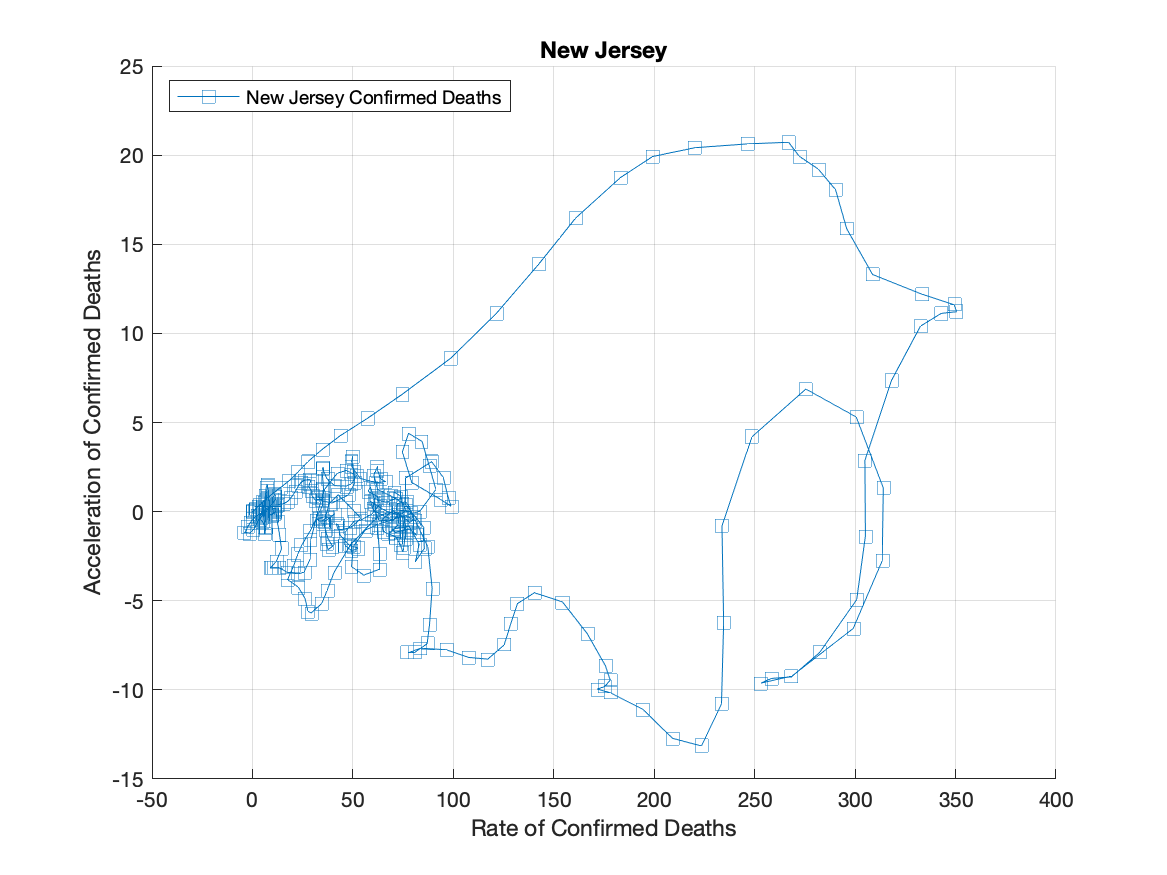 New Jersey
25
New Jersey Confirmed Deaths
20
15
10
5
0
-5
-10
-15
Acceleration of Confirmed Deaths
-50 0 50 100 150 200 250 300 350 400
Rate of Confirmed Deaths